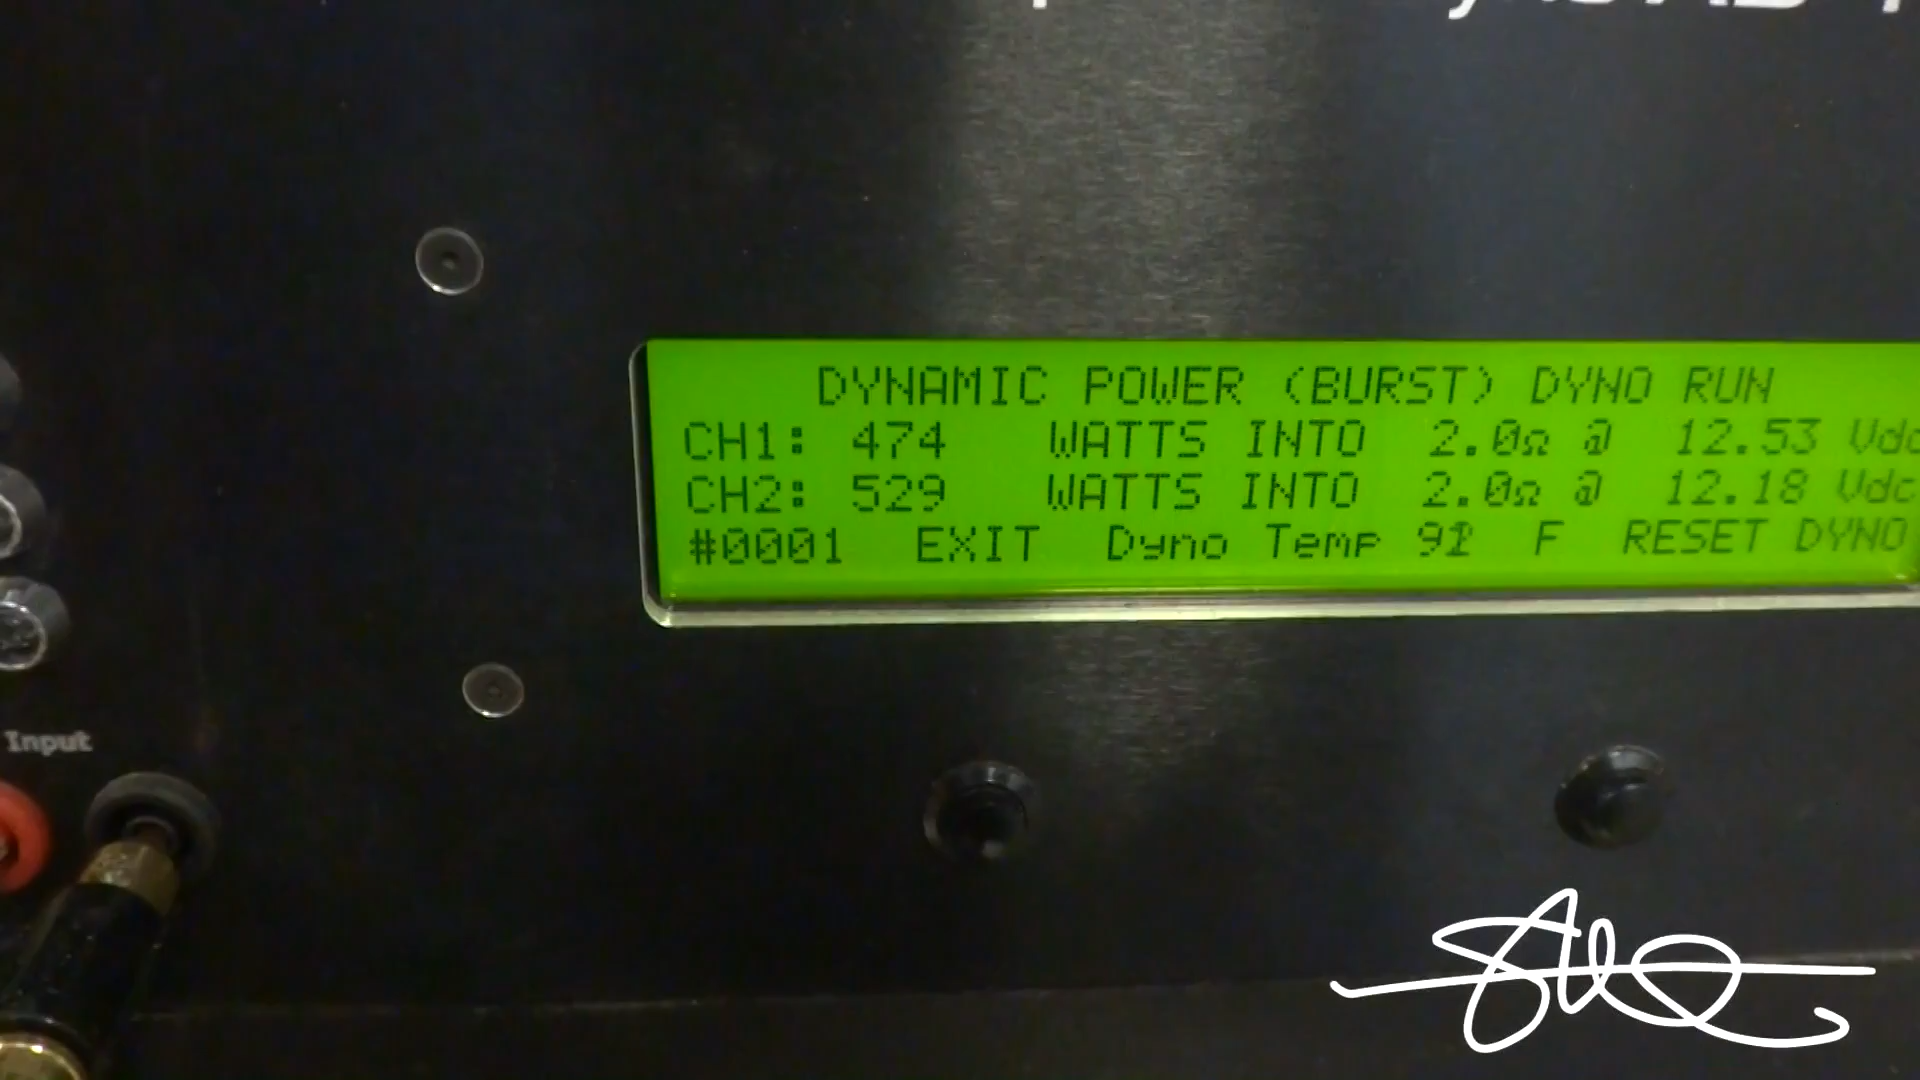 DYNAMIC POWER (BURST) DYNO RUN
CH1: 474 WATTS INTO 2.0Ω @ 12.53 Vdc
CH2: 529 WATTS INTO 2.0Ω @ 12.18 Vdc
#0001 EXIT Dyno Temp F RESET DYNO
Input